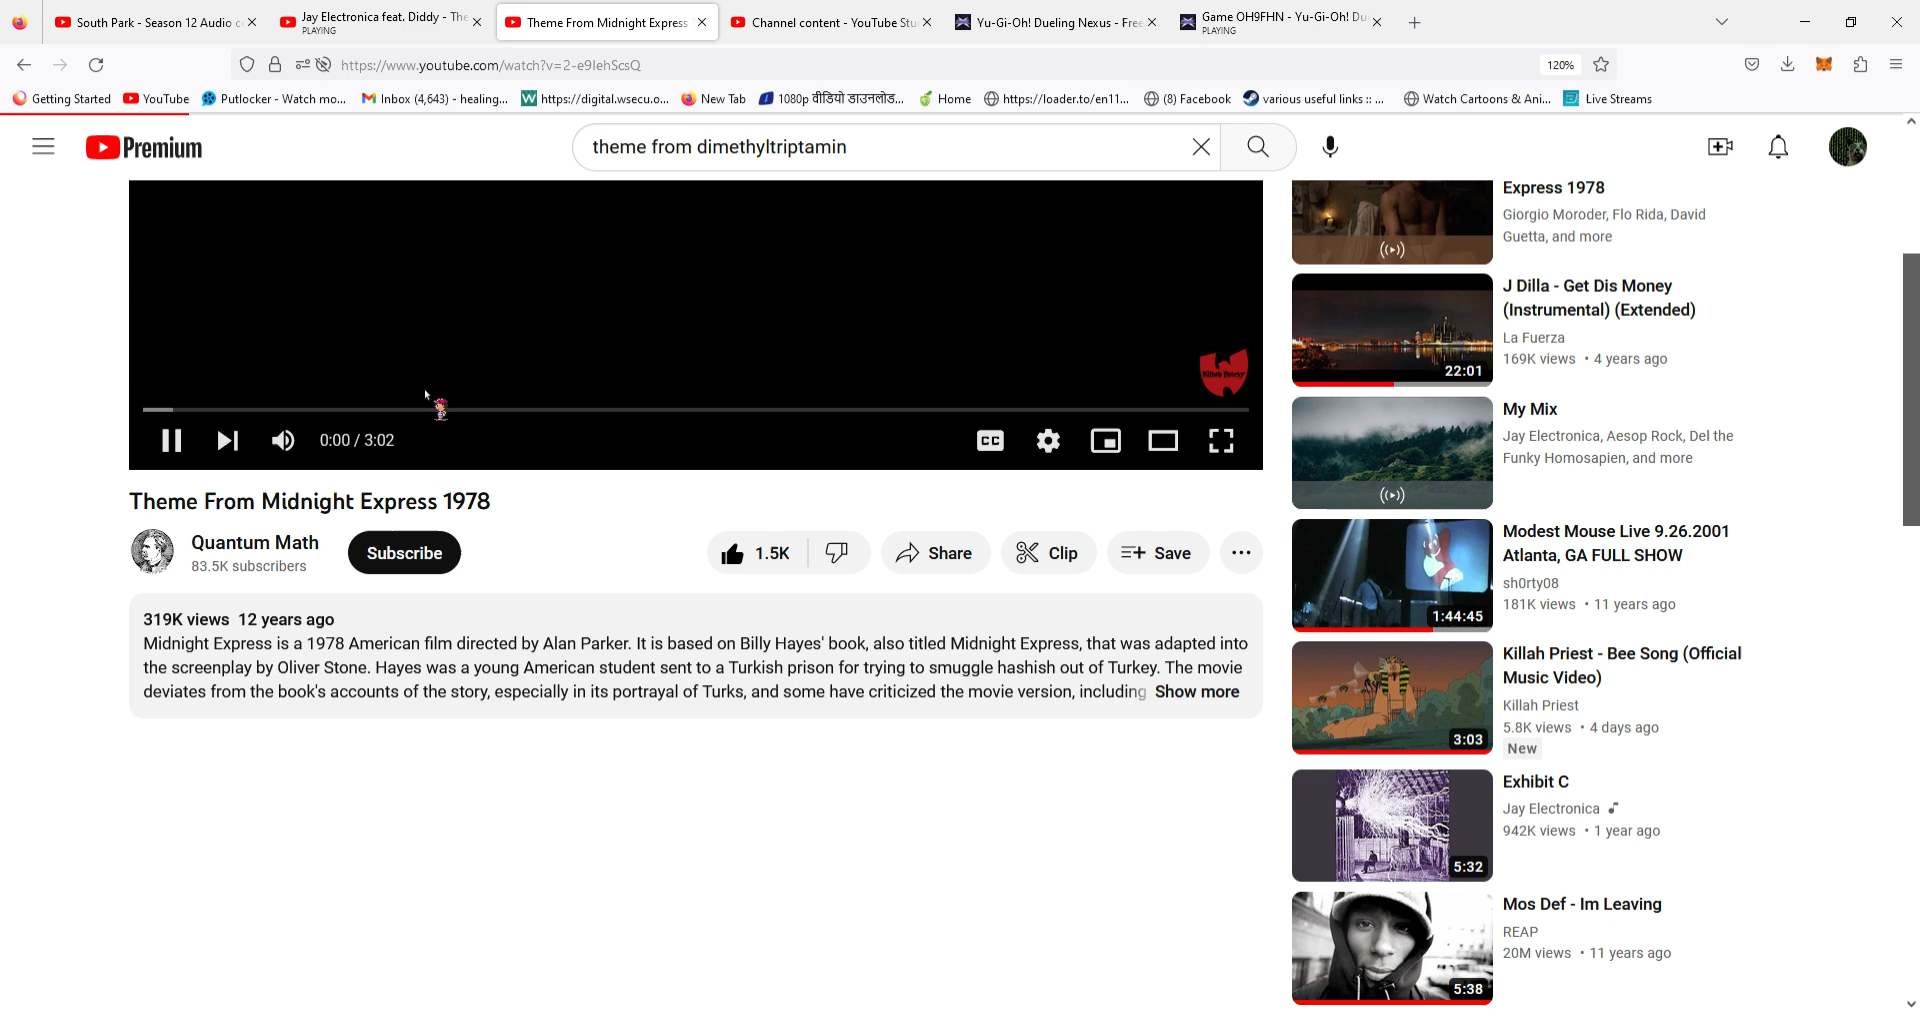 South Park - Season 12 Audio c
Jay Electronica feat. Diddy - The
PLAYING
Theme From Midnight Express
Channel content - YouTube Stu
Yu-Gi-Oh! Dueling Nexus - Free
Game OH9FHN - Yu-Gi-Oh! Du
PLAYING
https://www.youtube.com/watch?v=2-e9IehScsQ
120%
Getting Started
YouTube
Putlocker - Watch mo...
Inbox (4,643) - healing...
https://digital.wsecu.o...
New Tab
1080p वीडियो डाउनलोड...
Home
https://loader.to/en11...
(8) Facebook
various useful links :: ...
Watch Cartoons & Ani...
Live Streams
Premium
theme from dimethyltriptamin
0:00 / 3:02
CC
Theme From Midnight Express 1978
Quantum Math
83.5K subscribers
Subscribe
1.5K
Share
Clip
Save
319K views 12 years ago
Midnight Express is a 1978 American film directed by Alan Parker. It is based on Billy Hayes' book, also titled Midnight Express, that was adapted into
the screenplay by Oliver Stone. Hayes was a young American student sent to a Turkish prison for trying to smuggle hashish out of Turkey. The movie
deviates from the book's accounts of the story, especially in its portrayal of Turks, and some have criticized the movie version, including Show more
Express 1978
Giorgio Moroder, Flo Rida, David
Guetta, and more
J Dilla - Get Dis Money
(Instrumental) (Extended)
La Fuerza
169K views • 4 years ago
22:01
My Mix
Jay Electronica, Aesop Rock, Del the
Funky Homosapien, and more
Modest Mouse Live 9.26.2001
Atlanta, GA FULL SHOW
sh0rty08
181K views • 11 years ago
1:44:45
Killah Priest - Bee Song (Official
Music Video)
Killah Priest
5.8K views • 4 days ago
New
3:03
Exhibit C
Jay Electronica
942K views • 1 year ago
5:32
Mos Def - Im Leaving
REAP
20M views • 11 years ago
5:38